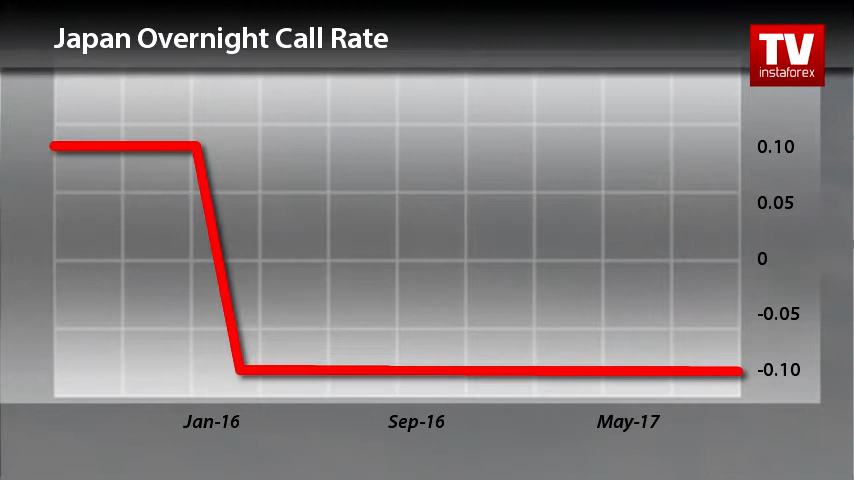 Japan Overnight Call Rate
TV
instaforex
0.10
0.05
0
-0.05
-0.10
Jan-16
Sep-16
May-17